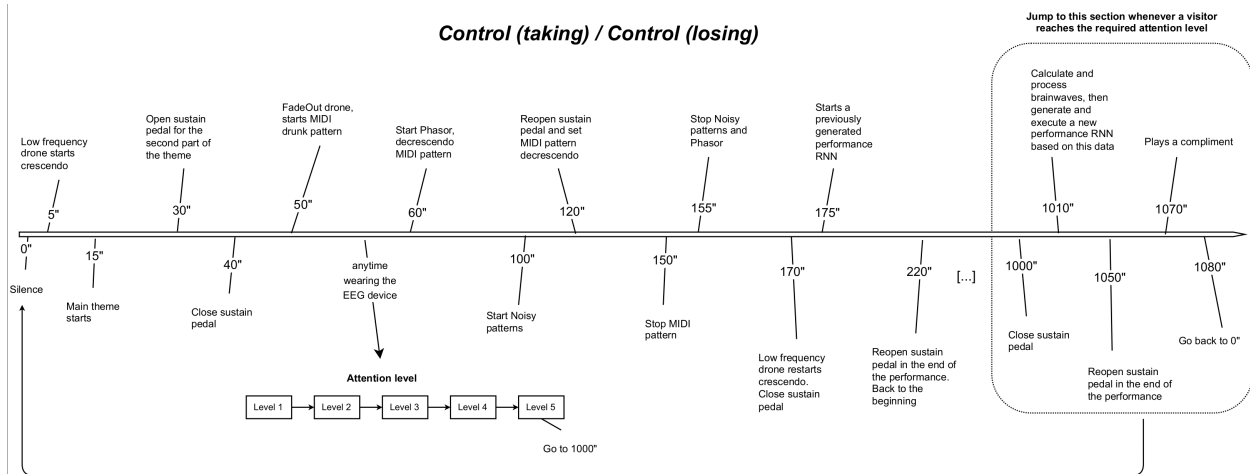 Control (taking) / Control (losing)
Jump to this section whenever a visitor
reaches the required attention level
Low frequency
drone starts
crescendo
5"
Open sustain
pedal for the
second part of
the theme
30"
FadeOut drone,
starts MIDI
drunk pattern
50"
Start Phasor,
decrescendo
MIDI pattern
60"
Reopen sustain
pedal and set
MIDI pattern
decrescendo
120"
Stop Noisy
patterns and
Phasor
155"
Starts a
previously
generated
performance
RNN
175"
Calculate and
process
brainwaves, then
generate and
execute a new
performance RNN
based on this data
1010"
Plays a compliment
1070"
0"
Silence
15"
Main theme
starts
40"
Close sustain
pedal
anytime
wearing the
EEG device
100"
Start Noisy
patterns
150"
Stop MIDI
pattern
170"
Low frequency
drone restarts
crescendo.
Close sustain
pedal
220"
Reopen sustain
pedal in the end of
the performance.
Back to the
beginning
[...]
1000"
Close sustain
pedal
1050"
Reopen sustain
pedal in the end of
the performance
1080"
Go back to 0"
Attention level
Level 1
Level 2
Level 3
Level 4
Level 5
Go to 1000"